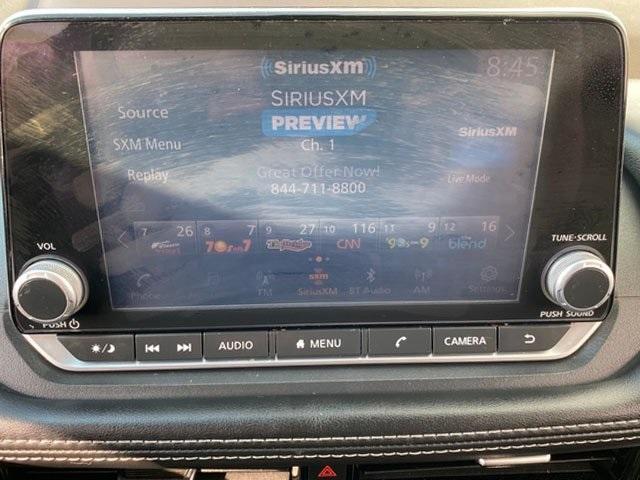 SiriusXM
8:45
SIRIUSXM
PREVIEW
Source
SiriusXM
SXM Menu
Ch. 1
Replay
Great Offer Now!
844-711-8800
Live Mode
7 26 8 7 9 27 10 116 11 9 12 16
70s on 7
CNN
90s on 9
blend
VOL
TUNE·SCROLL
Phone
FM
sxm
SiriusXM
BT Audio
AM
Settings
PUSH
PUSH SOUND
AUDIO
MENU
CAMERA